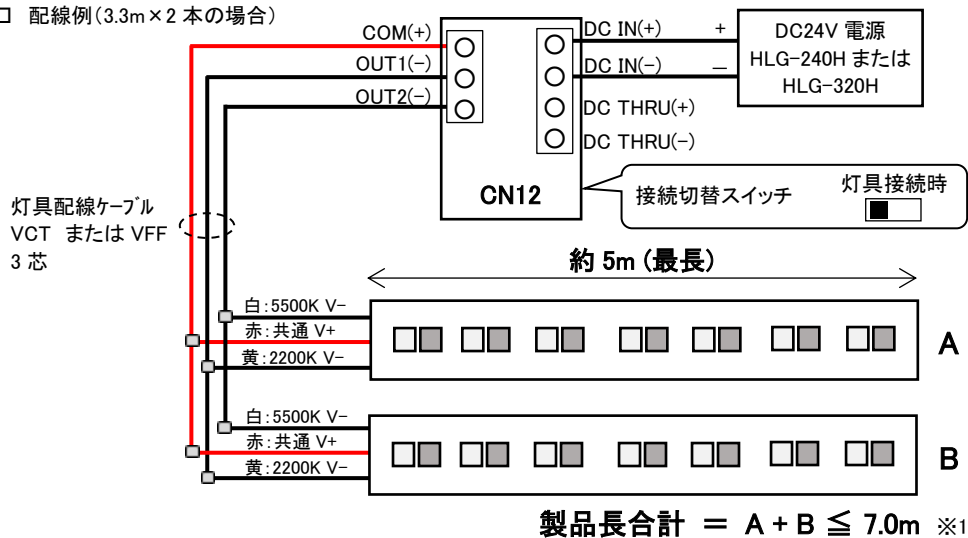 □ 配線例(3.3m×2 本の場合)
COM(+)
OUT1(-)
OUT2(-)
DC IN(+)
DC IN(-)
DC THRU(+)
DC THRU(-)
CN12
+
−
DC24V 電源
HLG-240H または
HLG-320H
接続切替スイッチ
灯具接続時
灯具配線ケーブル
VCT または VFF
3 芯
約 5m (最長)
白:5500K V-
赤:共通 V+
黄:2200K V-
A
白:5500K V-
赤:共通 V+
黄:2200K V-
B
製品長合計 = A + B ≦ 7.0m ※1